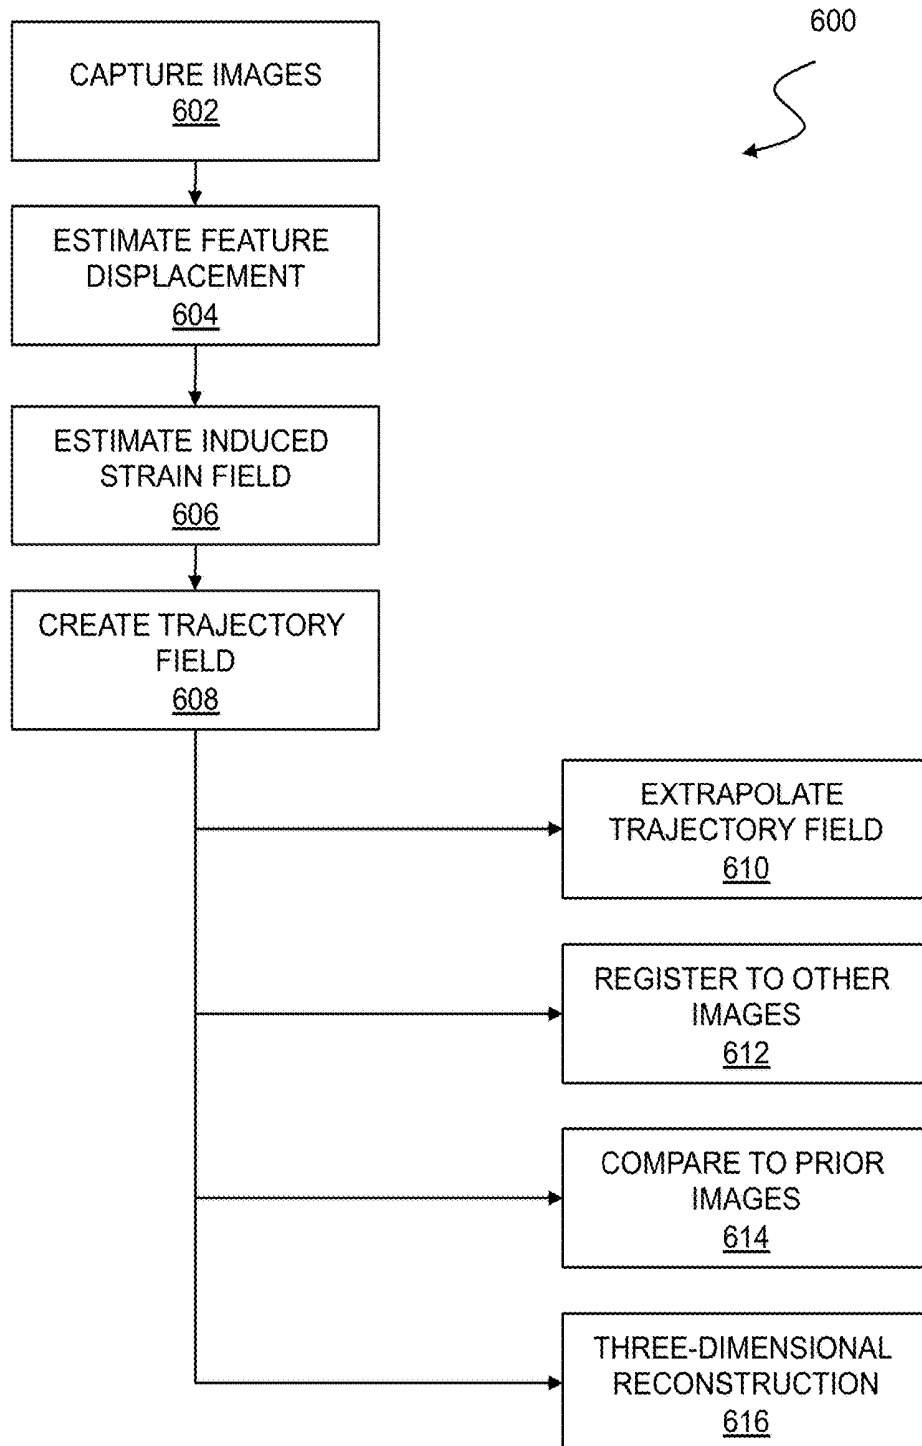 600
CAPTURE IMAGES
602
ESTIMATE FEATURE
DISPLACEMENT
604
ESTIMATE INDUCED
STRAIN FIELD
606
CREATE TRAJECTORY
FIELD
608
EXTRAPOLATE
TRAJECTORY FIELD
610
REGISTER TO OTHER
IMAGES
612
COMPARE TO PRIOR
IMAGES
614
THREE-DIMENSIONAL
RECONSTRUCTION
616